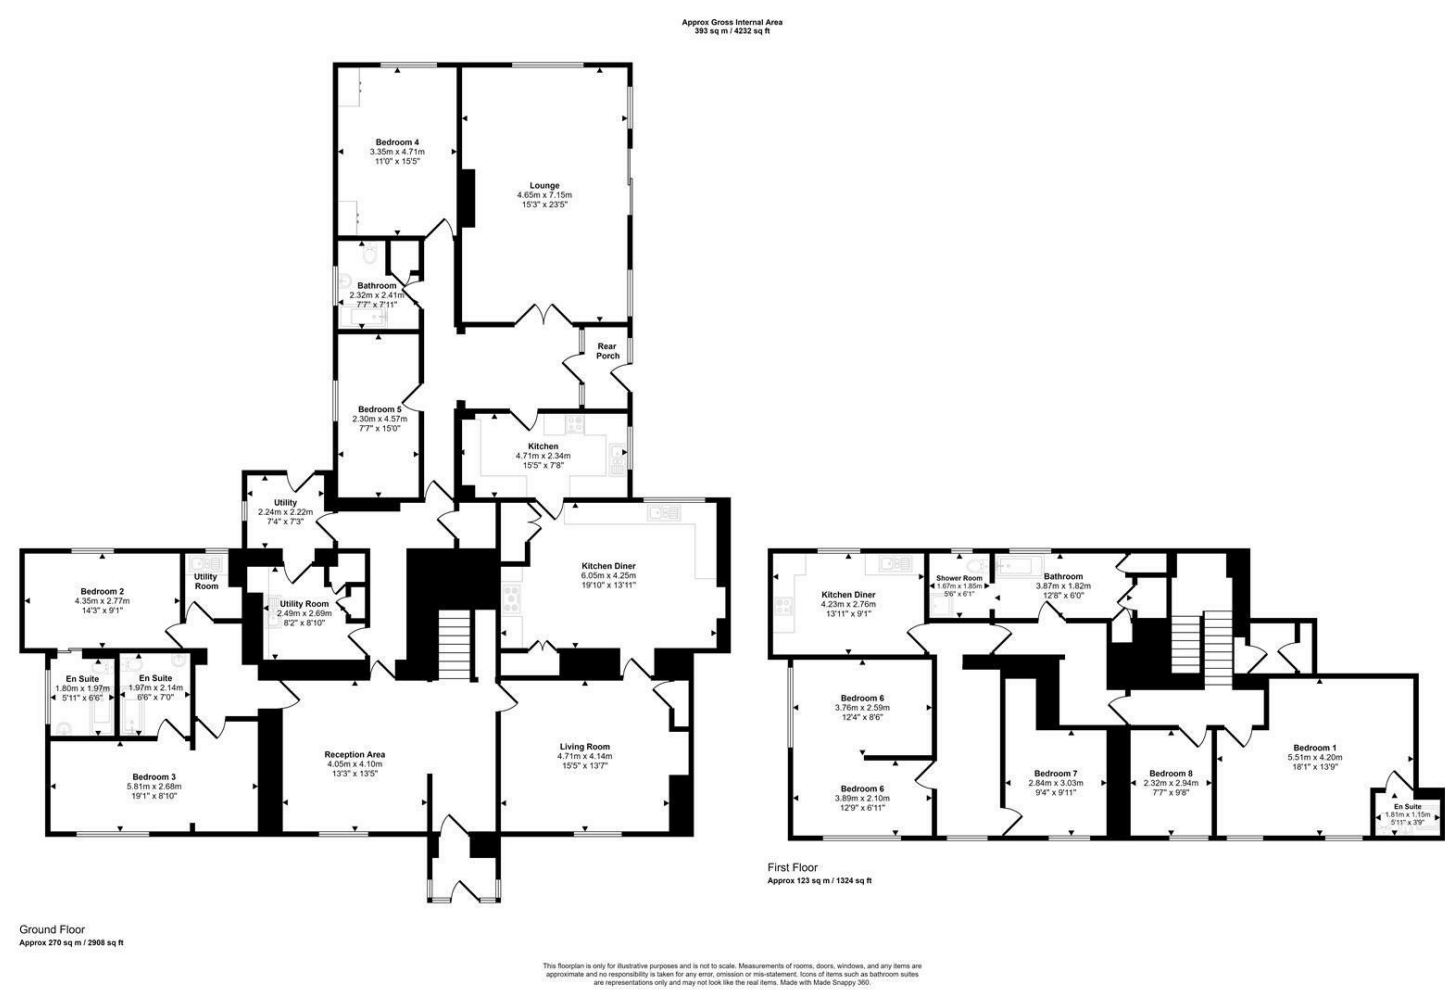 Approx Gross Internal Area
393 sq m / 4232 sq ft
Bedroom 4
3.35m x 4.71m
11'0" x 15'5"
Lounge
4.65m x 7.15m
15'3" x 23'5"
Bathroom
2.32m x 2.41m
7'7" x 7'11"
Rear
Porch
Bedroom 5
2.30m x 4.57m
7'7" x 15'0"
Kitchen
4.71m x 2.34m
15'5" x 7'8"
Utility
2.24m x 2.22m
7'4" x 7'3"
Bedroom 2
4.35m x 2.77m
14'3" x 9'1"
Utility
Room
Utility Room
2.49m x 2.69m
8'2" x 8'10"
Kitchen Diner
6.05m x 4.25m
19'10" x 13'11"
En Suite
1.80m x 1.97m
5'11" x 6'6"
En Suite
1.97m x 2.14m
6'6" x 7'0"
Bedroom 3
5.81m x 2.68m
19'1" x 8'10"
Reception Area
4.05m x 4.10m
13'3" x 13'5"
Living Room
4.71m x 4.14m
15'5" x 13'7"
Kitchen Diner
4.23m x 2.76m
13'11" x 9'1"
Shower Room
1.67m x 1.85m
5'6" x 6'1"
Bathroom
3.87m x 1.82m
12'8" x 6'0"
Bedroom 6
3.76m x 2.59m
12'4" x 8'6"
Bedroom 6
3.89m x 2.10m
12'9" x 6'11"
Bedroom 7
2.84m x 3.03m
9'4" x 9'11"
Bedroom 8
2.32m x 2.94m
7'7" x 9'8"
Bedroom 1
5.51m x 4.20m
18'1" x 13'9"
En Suite
1.81m x 1.15m
5'11" x 3'9"
First Floor
Approx 123 sq m / 1324 sq ft
Ground Floor
Approx 270 sq m / 2908 sq ft
This floorplan is only for illustrative purposes and is not to scale. Measurements of rooms, doors, windows, and any items are
approximate and no responsibility is taken for any error, omission or mis-statement. Icons of items such as bathroom suites
are representations only and may not look like the real items. Made with Made Snappy 360.